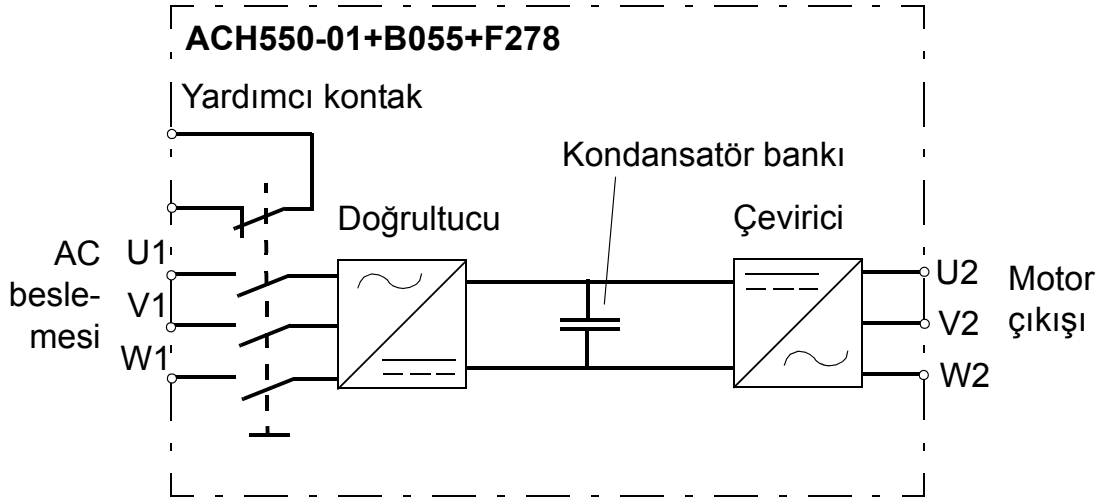 ACH550-01+B055+F278
Yardımcı kontak
Kondansatör bankı
Doğrultucu
Çevirici
AC
besle-
mesi
U1
V1
W1
U2
V2
W2
Motor
çıkışı